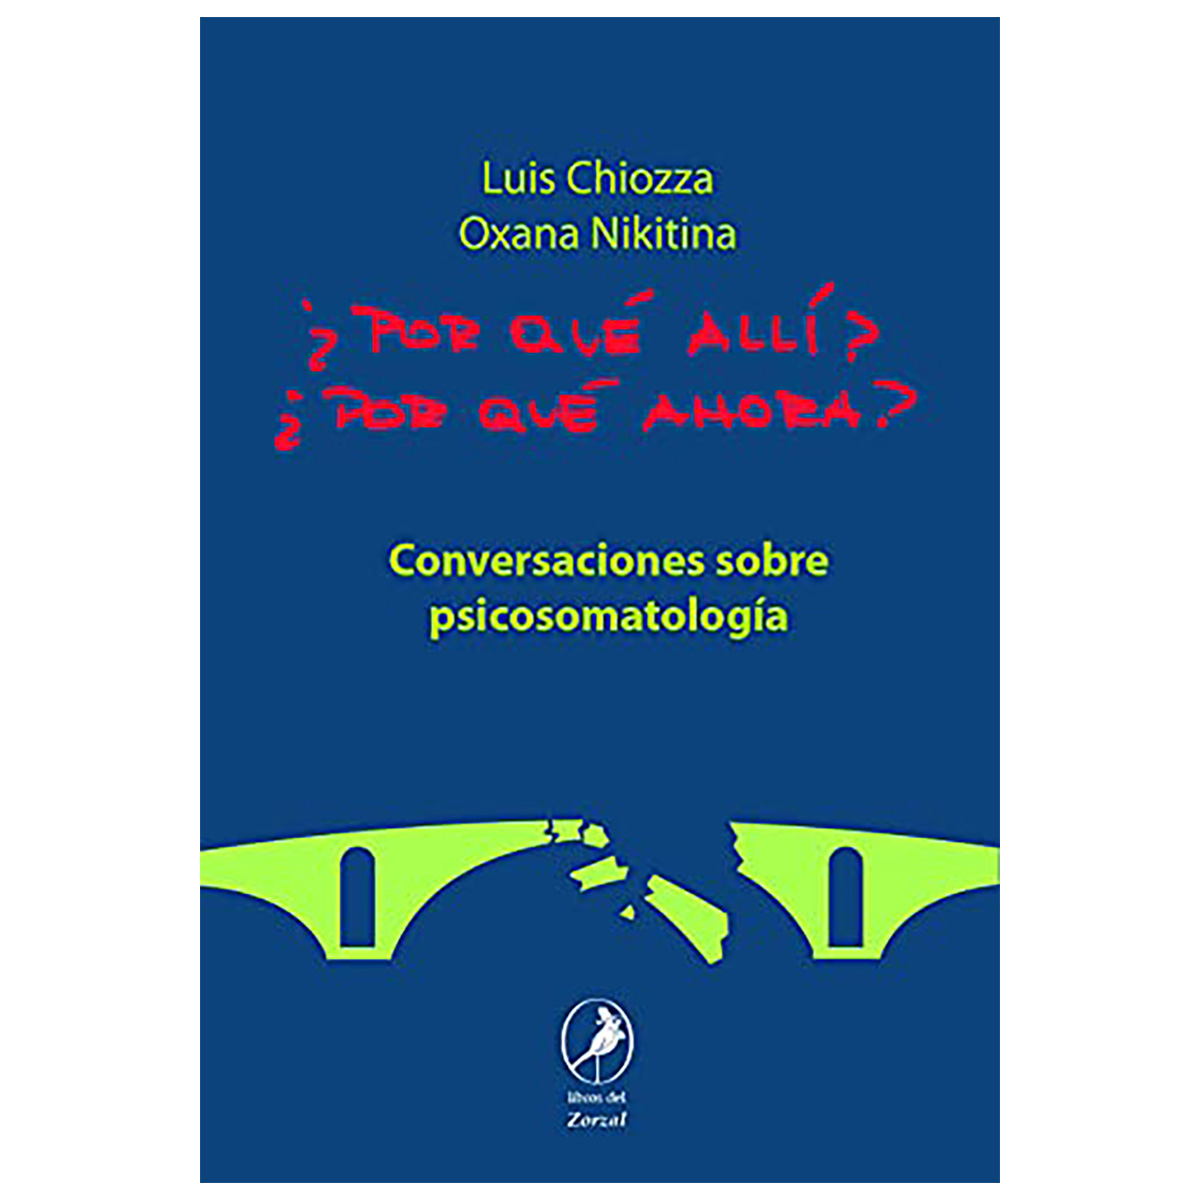 Luis Chiozza
Oxana Nikitina
¿POR QUÉ ALLÍ?
¿POR QUÉ AHORA?
Conversaciones sobre
psicosomatología
libros del
Zorzal